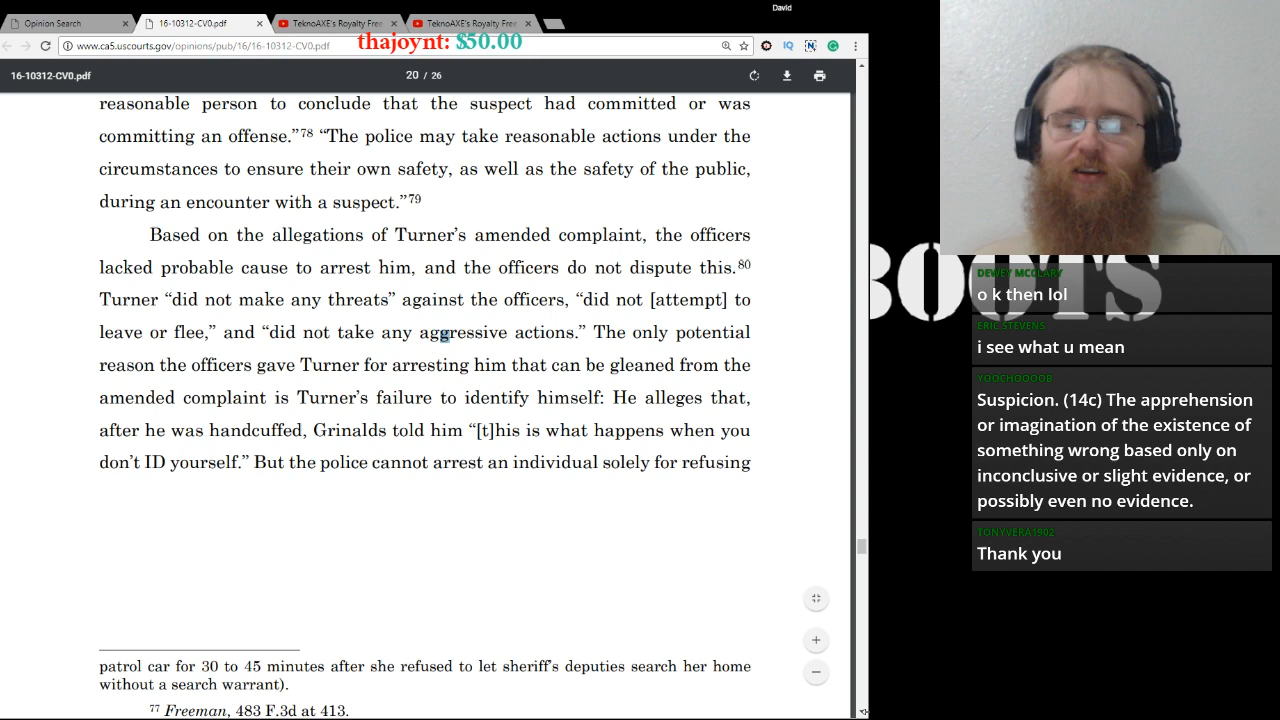 David
Opinion Search
16-10312-CV0.pdf
TeknoAXE's Royalty Free
TeknoAXE's Royalty Free
www.ca5.uscourts.gov/opinions/pub/16/16-10312-CV0.pdf
thajoynt: $50.00
16-10312-CV0.pdf
20 / 26
reasonable person to conclude that the suspect had committed or was
committing an offense."78 "The police may take reasonable actions under the
circumstances to ensure their own safety, as well as the safety of the public,
during an encounter with a suspect."79
Based on the allegations of Turner's amended complaint, the officers
lacked probable cause to arrest him, and the officers do not dispute this.80
Turner "did not make any threats" against the officers, "did not [attempt] to
leave or flee," and "did not take any aggressive actions." The only potential
reason the officers gave Turner for arresting him that can be gleaned from the
amended complaint is Turner's failure to identify himself: He alleges that,
after he was handcuffed, Grinalds told him "[t]his is what happens when you
don't ID yourself." But the police cannot arrest an individual solely for refusing
patrol car for 30 to 45 minutes after she refused to let sheriff's deputies search her home
without a search warrant).
77 Freeman, 483 F.3d at 413.
BOOTS
DEWEY MCCLARY
o k then lol
ERIC STEVENS
i see what u mean
YOOCHOOOOB
Suspicion. (14c) The apprehension
or imagination of the existence of
something wrong based only on
inconclusive or slight evidence, or
possibly even no evidence.
TONYVERA1902
Thank you